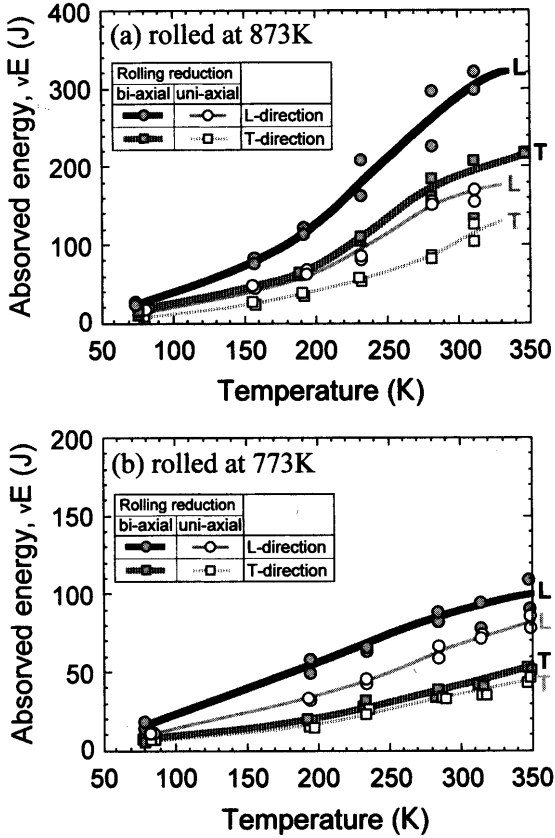 (a) rolled at 873K
Rolling reduction
bi-axial uni-axial
L-direction
T-direction
L
T
L
T
400
300
200
100
0
50 100 150 200 250 300 350
Absorved energy, vE (J)
Temperature (K)
(b) rolled at 773K
Rolling reduction
bi-axial uni-axial
L-direction
T-direction
L
L
T
T
200
150
100
50
0
50 100 150 200 250 300 350
Absorved energy, vE (J)
Temperature (K)